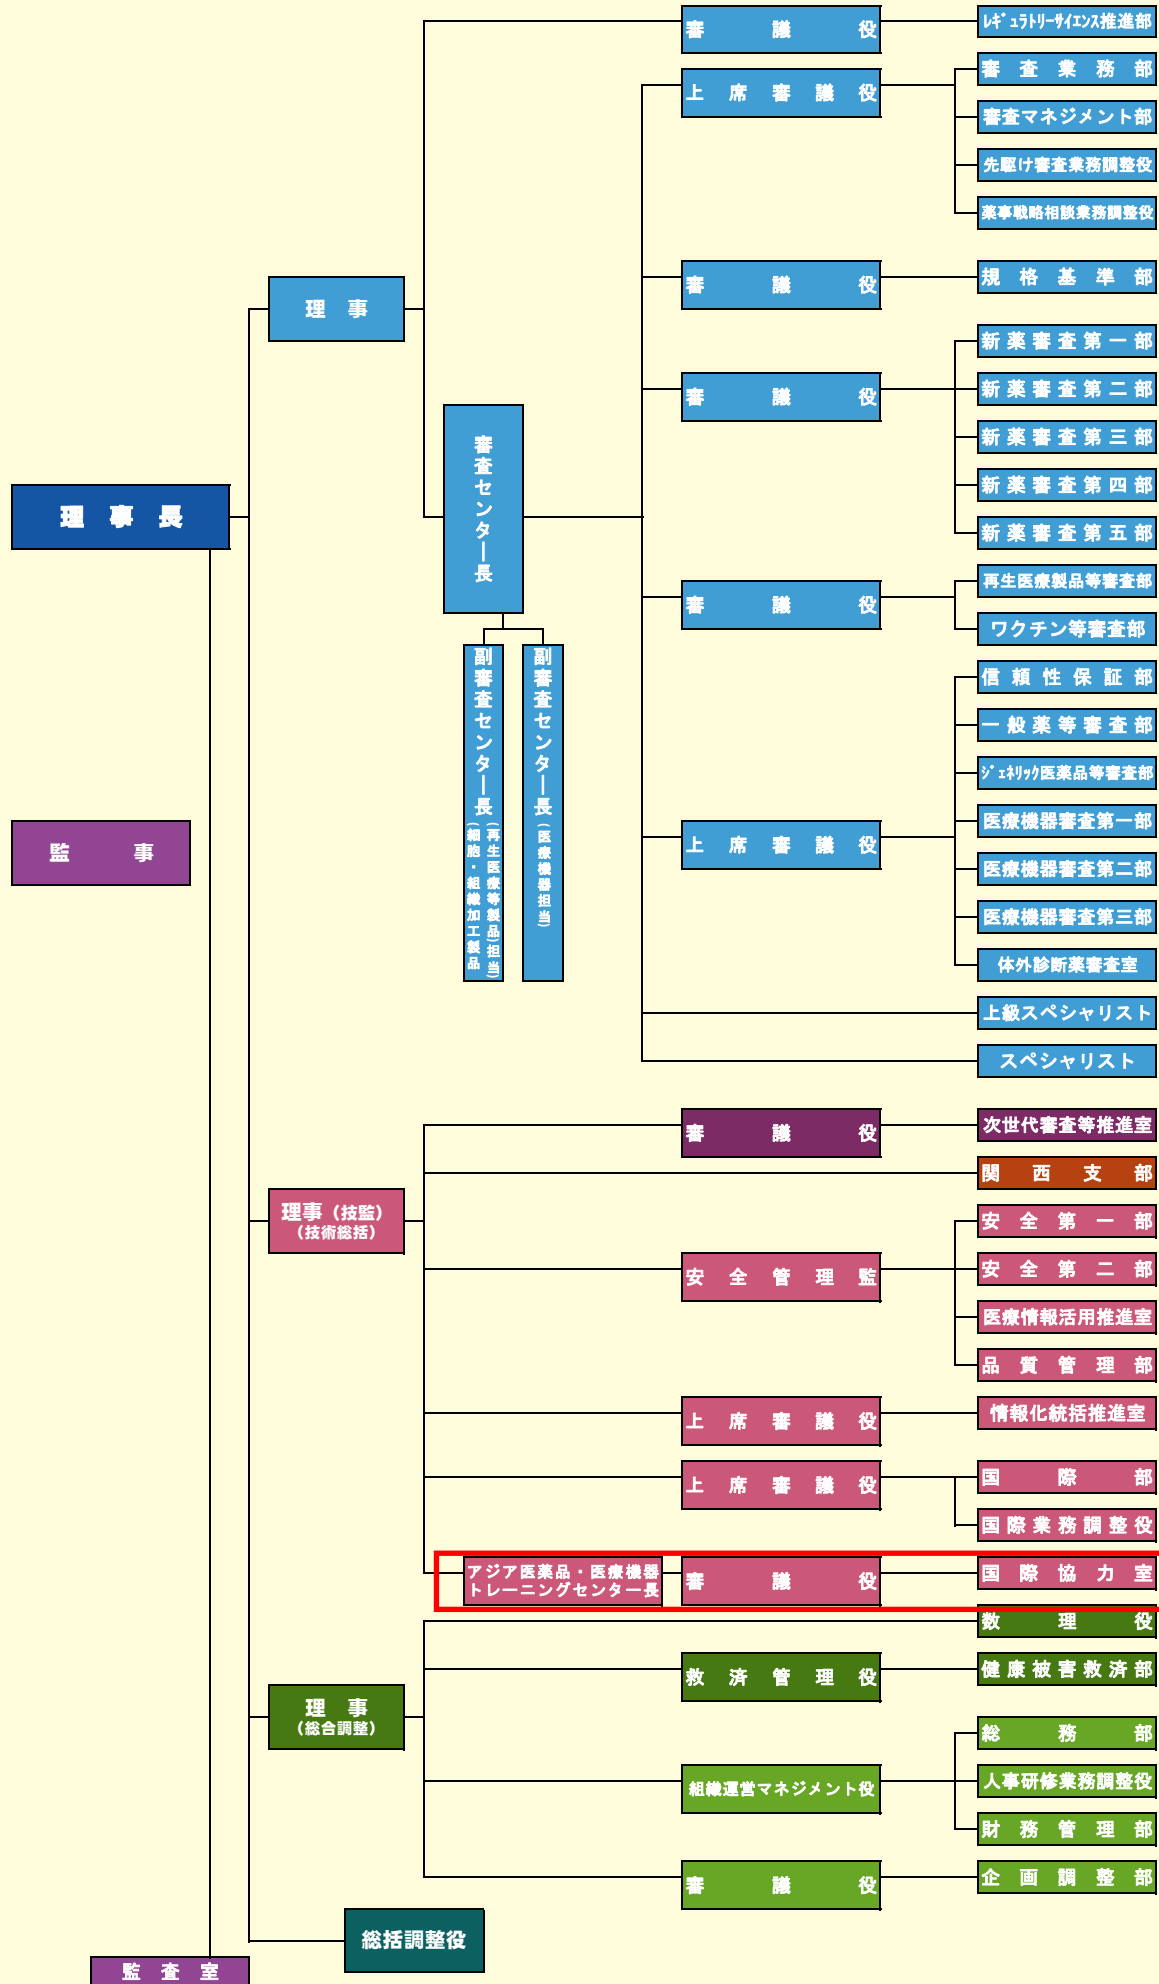 審議役
レギュラトリーサイエンス推進部
上席審議役
審査業務部
審査マネジメント部
先駆け審査業務調整役
薬事戦略相談業務調整役
審議役
規格基準部
理事
審議役
新薬審査第一部
新薬審査第二部
新薬審査第三部
新薬審査第四部
新薬審査第五部
審査センター長
理事長
審議役
再生医療製品等審査部
ワクチン等審査部
副審査センター長
(細胞・組織加工製品
(再生医療等製品)担当)
副審査センター長(医療機器担当)
監事
上席審議役
信頼性保証部
一般薬等審査部
ジェネリック医薬品等審査部
医療機器審査第一部
医療機器審査第二部
医療機器審査第三部
体外診断薬審査室
上級スペシャリスト
スペシャリスト
審議役
次世代審査等推進室
関西支部
理事(技監)
(技術総括)
安全管理監
安全第一部
安全第二部
医療情報活用推進室
品質管理部
上席審議役
情報化統括推進室
上席審議役
国際部
国際業務調整役
アジア医薬品・医療機器
トレーニングセンター長
審議役
国際協力室
数理役
救済管理役
健康被害救済部
理事
(総合調整)
組織運営マネジメント役
総務部
人事研修業務調整役
財務管理部
審議役
企画調整部
総括調整役
監査室